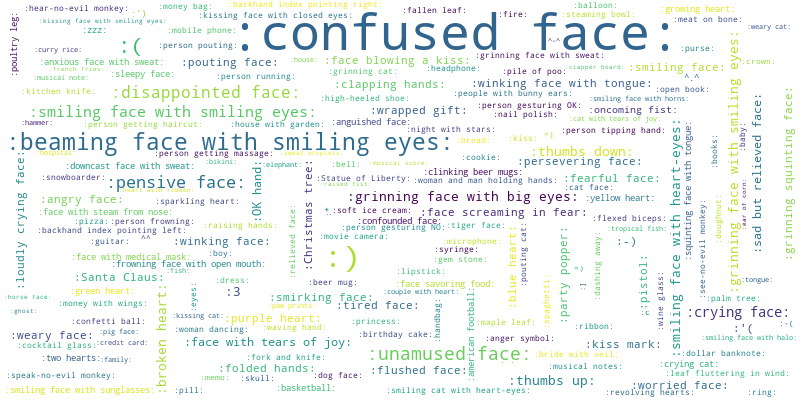 :hear-no-evil monkey:
:money bag:
:backhand index pointing right:
:fallen leaf:
:balloon:
:growing heart:
:kissing face with smiling eyes:
:kissing face with closed eyes:
:fire:
:steaming bowl:
:meat on bone:
:weary cat:
:poultry leg:
:zzz:
:mobile phone:
:confused face:
:(
:curry rice:
:person pouting:
^-^
:purse:
:grinning face with sweat:
:house:
:crown:
:anxious face with sweat:
:pouting face:
:face blowing a kiss:
:headphone:
:pile of poo:
:clapper board:
:smiling face:
:french fries:
:musical note:
:sleepy face:
:person running:
:grinning cat:
:winking face with tongue:
^_^
:kitchen knife:
:disappointed face:
:clapping hands:
:people with bunny ears:
:open book:
:smiling face with horns:
:high-heeled shoe:
:wrapped gift:
:person gesturing OK:
:oncoming fist:
:smiling face with smiling eyes:
:nail polish:
:hammer:
:person getting haircut:
:house with garden:
:anguished face:
:cat with tears of joy:
:night with stars:
:person tipping hand:
:beaming face with smiling eyes:
:bread:
:kiss:
=)
:hospital:
:person getting massage:
:cookie:
:thumbs down:
:books:
:baby:
:downcast face with sweat:
:bikini:
:elephant:
:bell:
:musical score:
:persevering face:
:clinking beer mugs:
:snowboarder:
:pensive face:
:OK hand:
:Christmas tree:
:Statue of Liberty:
:woman and man holding hands:
:fearful face:
:raised fist:
:cat face:
:loudly crying face:
:angry face:
:sparkling heart:
:grinning face with big eyes:
:yellow heart:
:smiling face with heart-eyes:
:squinting face with tongue:
:grinning face with smiling eyes:
:sad but relieved face:
:grinning squinting face:
:doughnut:
:ear of corn:
:face with steam from nose:
*
:soft ice cream:
:face screaming in fear:
:pizza:
:person frowning:
:raising hands:
:confounded face:
:flexed biceps:
:backhand index pointing left:
:person gesturing NO:
:tiger face:
:tropical fish:
:guitar:
^^
:winking face:
:relieved face:
:movie camera:
:microphone:
:pouting cat:
:-)
:face with medical mask:
:boy:
:)
:syringe:
:blue heart:
:party popper:
:dashing away:
:see-no-evil monkey:
:frowning face with open mouth:
:gem stone:
:fish:
:lipstick:
=)
:Santa Claus:
:dress:
:beer mug:
:face savoring food:
:]
:pistol:
:tongue:
:green heart:
:eyes:
:3
:couple with heart:
:spaghetti:
:horse face:
:money with wings:
:smirking face:
:handbag:
:palm tree:
:broken heart:
:paw prints:
:tired face:
:wine glass:
:ghost:
:kissing cat:
:purple heart:
:american football:
:crying face:
:confetti ball:
:princess:
:maple leaf:
:ribbon:
:'(
:-(
:weary face:
:pig face:
:woman dancing:
:waving hand:
:birthday cake:
:anger symbol:
:smiling face with halo:
:credit card:
:cocktail glass:
:face with tears of joy:
:kiss mark:
:two hearts:
:family:
:fork and knife:
:unamused face:
:bride with veil:
:dollar banknote:
:folded hands:
:flushed face:
:musical notes:
:crying cat:
:speak-no-evil monkey:
:memo:
:skull:
:dog face:
:leaf fluttering in wind:
:thumbs up:
:worried face:
:smiling face with sunglasses:
:pill:
:basketball:
:smiling cat with heart-eyes:
:revolving hearts:
:ring: